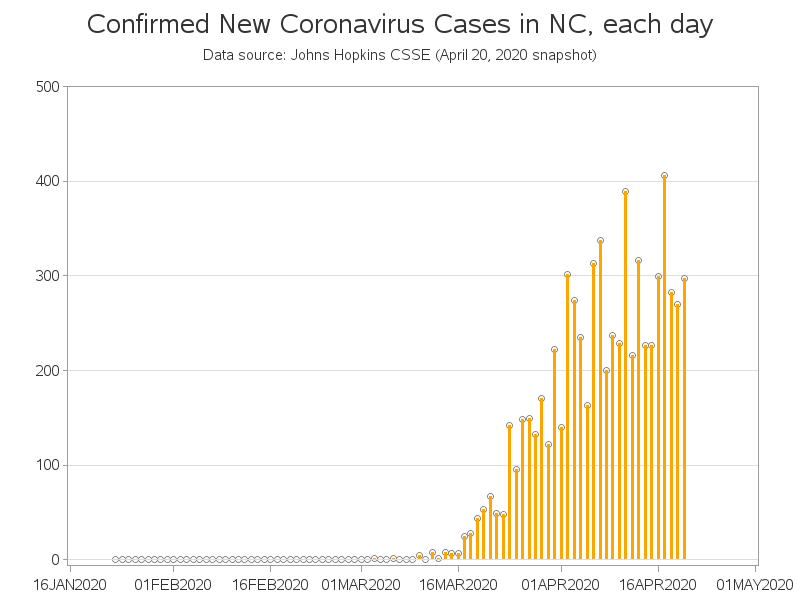 Confirmed New Coronavirus Cases in NC, each day
Data source: Johns Hopkins CSSE (April 20, 2020 snapshot)
500
400
300
200
100
0
16JAN2020 01FEB2020 16FEB2020 01MAR2020 16MAR2020 01APR2020 16APR2020 01MAY2020